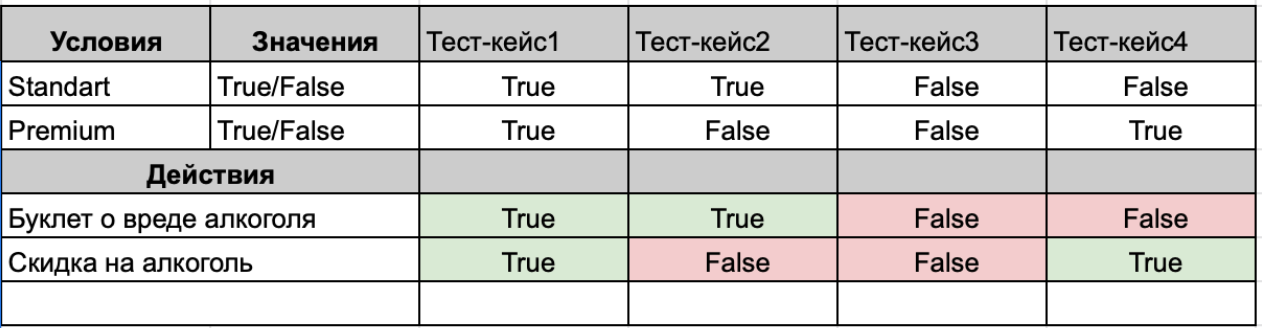 Условия Значения Тест-кейс1 Тест-кейс2 Тест-кейс3 Тест-кейс4
Standart True/False True True False False
Premium True/False True False False True
Действия
Буклет о вреде алкоголя True True False False
Скидка на алкоголь True False False True